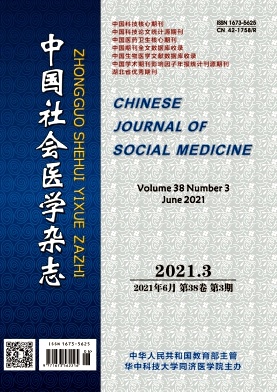 中国科技核心期刊
中国科技论文统计源期刊
中国医药卫生核心期刊
中国期刊全文数据库收录
中国生物医学文献数据库收录
中国学术期刊影响因子年报统计刊源期刊
湖北省优秀期刊
ISSN 1673-5625
CN 42-1758/R
中国社会医学杂志
ZHONGGUO SHEHUI YIXUE ZAZHI
CHINESE
JOURNAL OF
SOCIAL MEDICINE
Volume 38 Number 3
June 2021
2021.3
2021年6月 第38卷 第3期
ISSN 1673-5625
中华人民共和国教育部主管
华中科技大学同济医学院主办